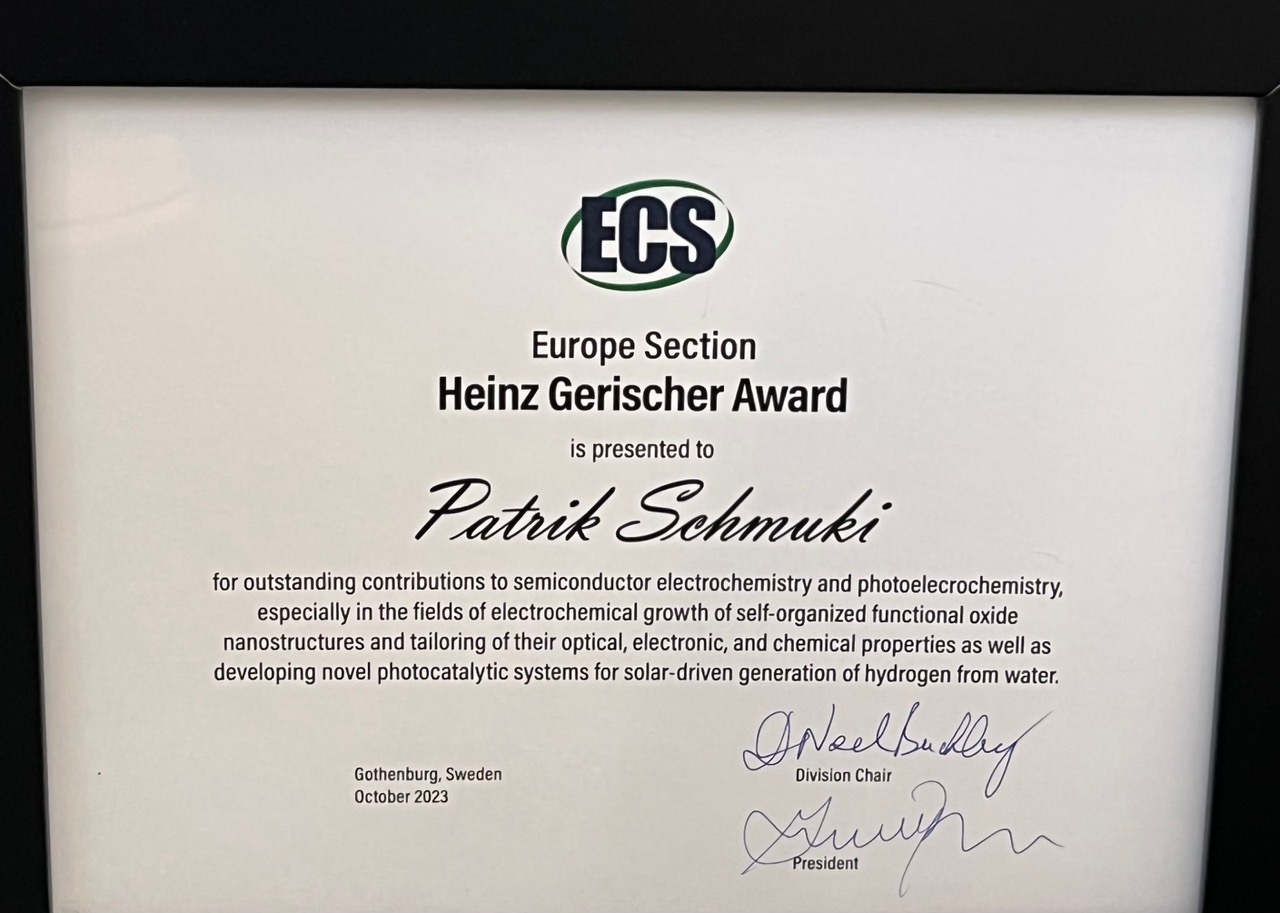 ECS
Europe Section
Heinz Gerischer Award
is presented to
Patrik Schmuki
for outstanding contributions to semiconductor electrochemistry and photoelecrochemistry,
especially in the fields of electrochemical growth of self-organized functional oxide
nanostructures and tailoring of their optical, electronic, and chemical properties as well as
developing novel photocatalytic systems for solar-driven generation of hydrogen from water.
Gothenburg, Sweden
October 2023
D Noel Buckley
Division Chair
President